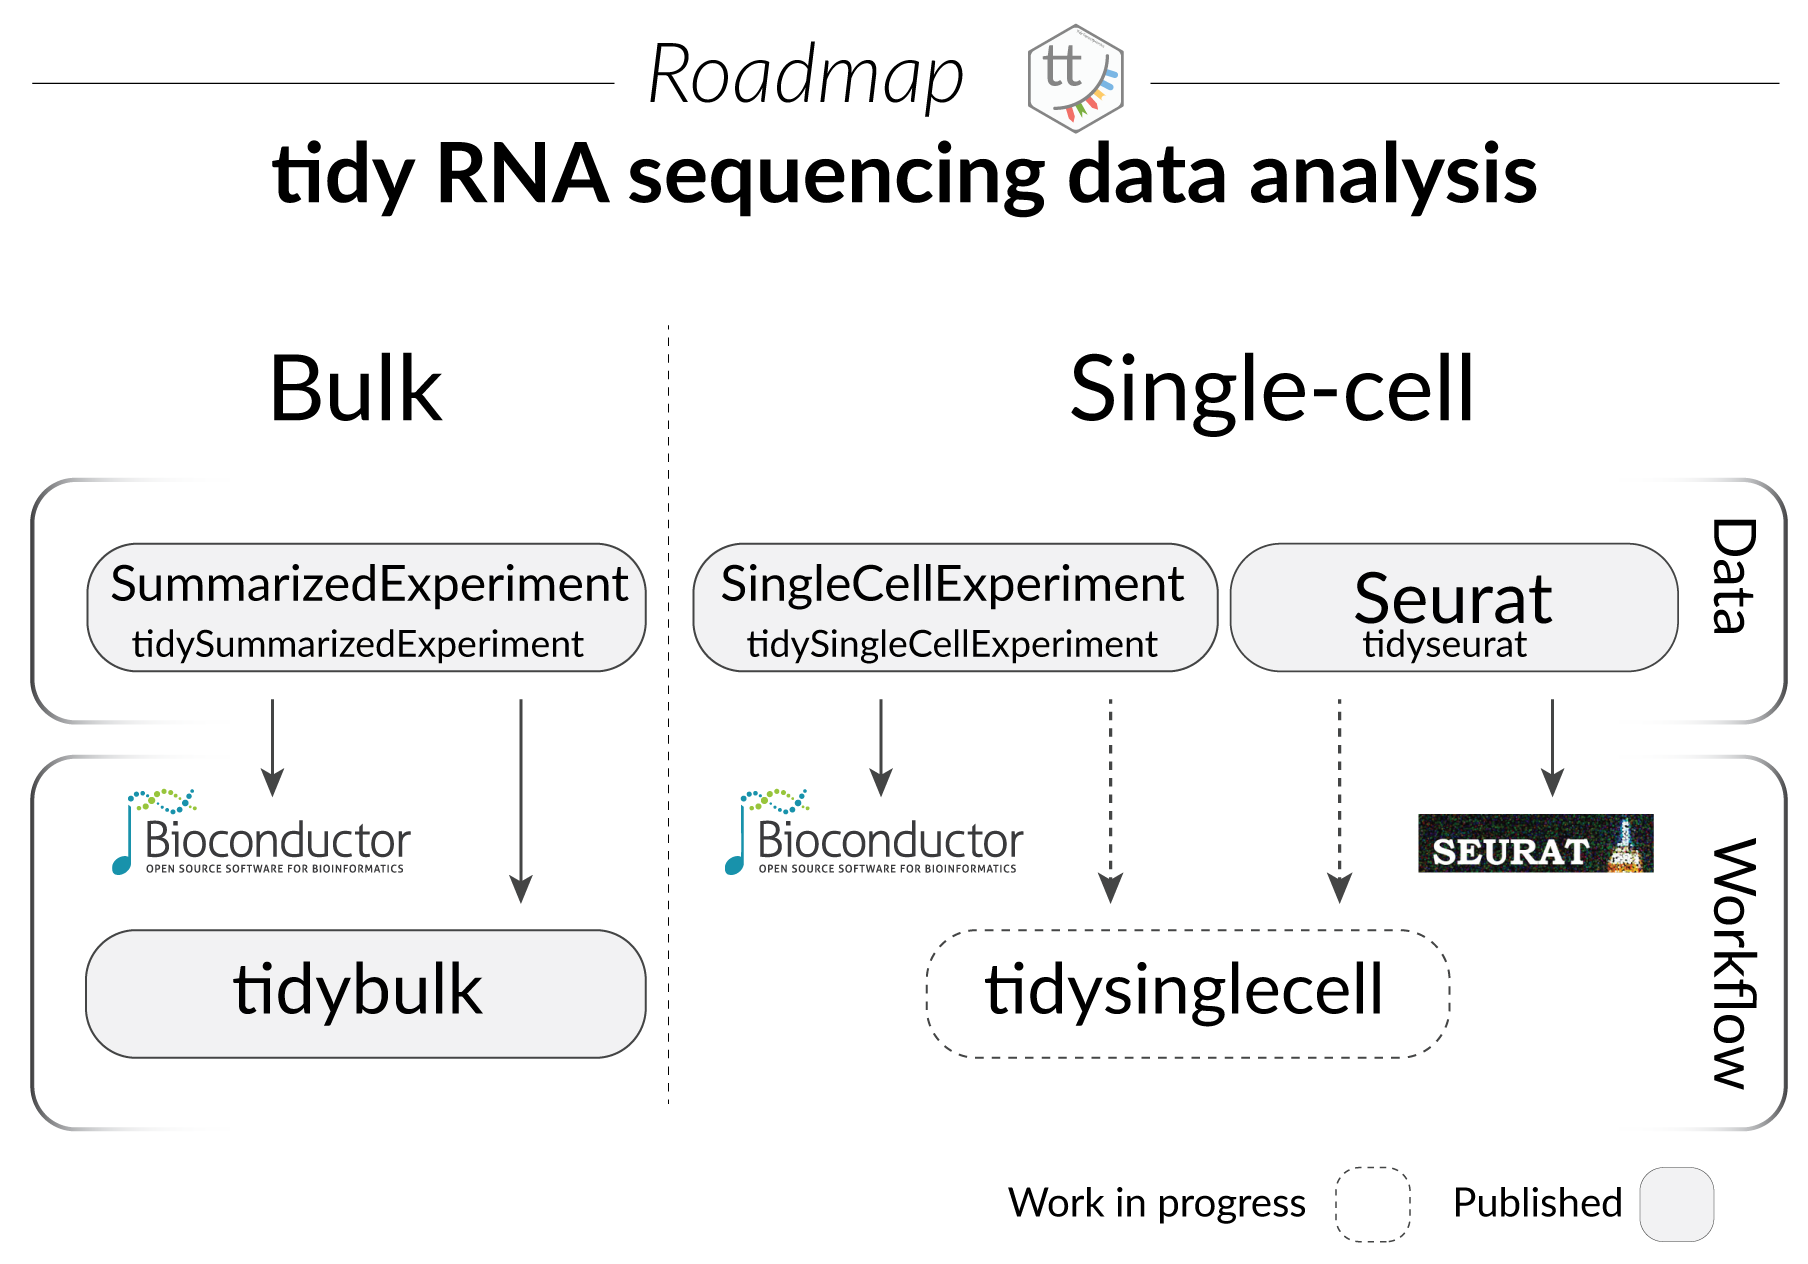 Roadmap
tt
tidy RNA sequencing data analysis
Bulk
Single-cell
Data
SummarizedExperiment
tidySummarizedExperiment
SingleCellExperiment
tidySingleCellExperiment
Seurat
tidyseurat
Workflow
Bioconductor
OPEN SOURCE SOFTWARE FOR BIOINFORMATICS
Bioconductor
OPEN SOURCE SOFTWARE FOR BIOINFORMATICS
SEURAT
tidybulk
tidysinglecell
Work in progress
Published